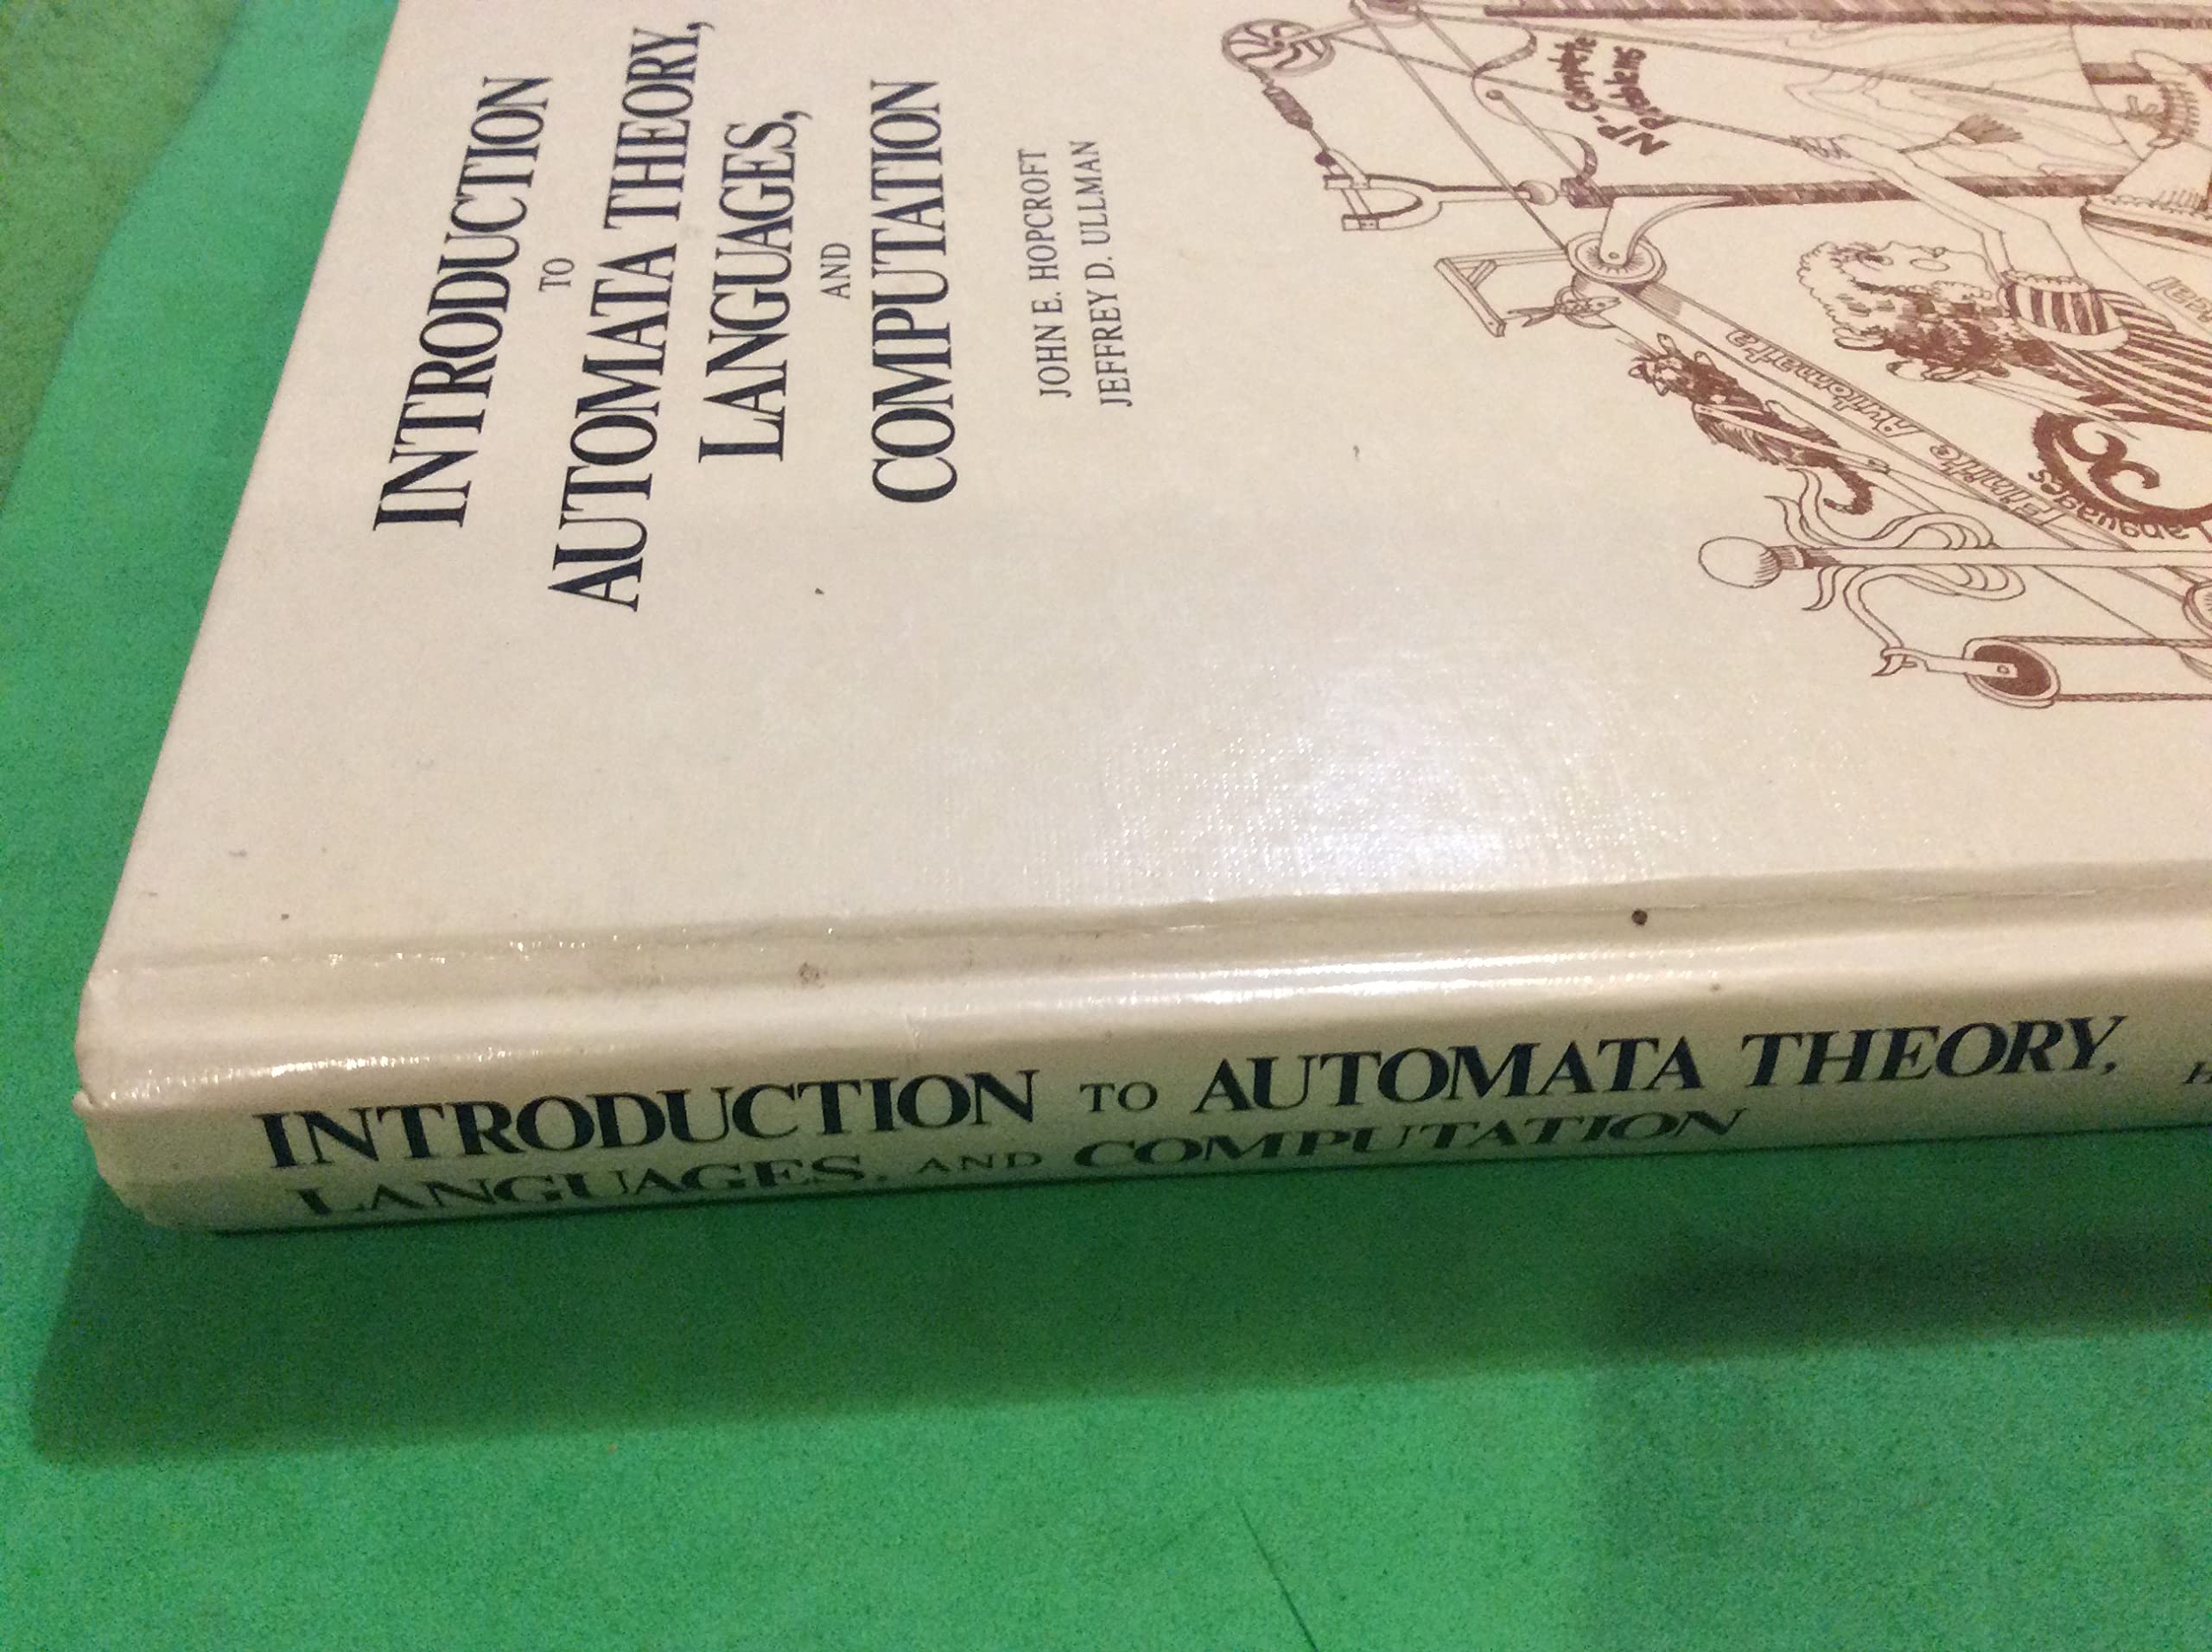 INTRODUCTION
TO
AUTOMATA THEORY,
LANGUAGES,
AND
COMPUTATION
JOHN E. HOPCROFT
JEFFREY D. ULLMAN
NP-Complete
Problems
Finite Automata
Languages
INTRODUCTION TO AUTOMATA THEORY,
LANGUAGES, AND COMPUTATION